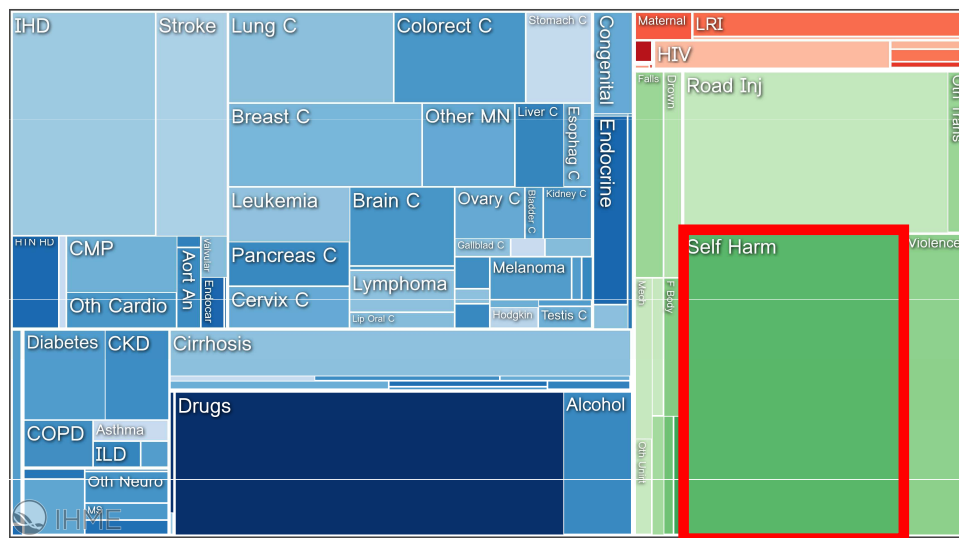 IHD
Stroke
Lung C
Colorect C
Stomach C
Congenital
Maternal
LRI
HIV
Breast C
Other MN
Liver C
Esophag C
Endocrine
Falls
Drown
Road Inj
Oth Trans
Leukemia
Brain C
Ovary C
Bladder C
Kidney C
Pancreas C
Gallblad C
Melanoma
Cervix C
Lymphoma
Lip Oral C
Hodgkin
Testis C
HTN HD
CMP
Aort An
Valvular
Endocar
Oth Cardio
Self Harm
Violence
Mech
F Body
Diabetes
CKD
Cirrhosis
COPD
Asthma
ILD
Drugs
Alcohol
Oth Unint
Oth Neuro
MS
IHME